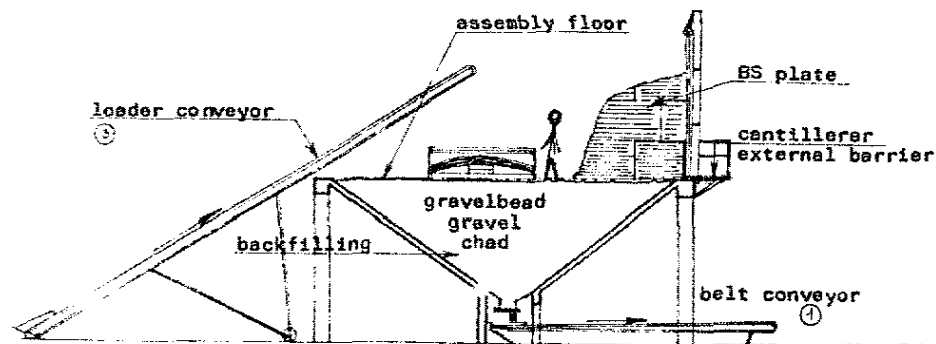 assembly floor
BS plate
loader conveyor
3
cantillerer
external barrier
gravelbead
gravel
chad
backfilling
belt conveyor
1